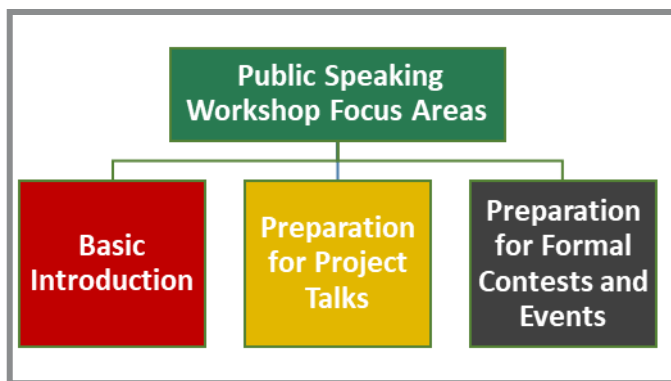 Public Speaking
Workshop Focus Areas
Basic
Introduction
Preparation
for Project
Talks
Preparation
for Formal
Contests and
Events